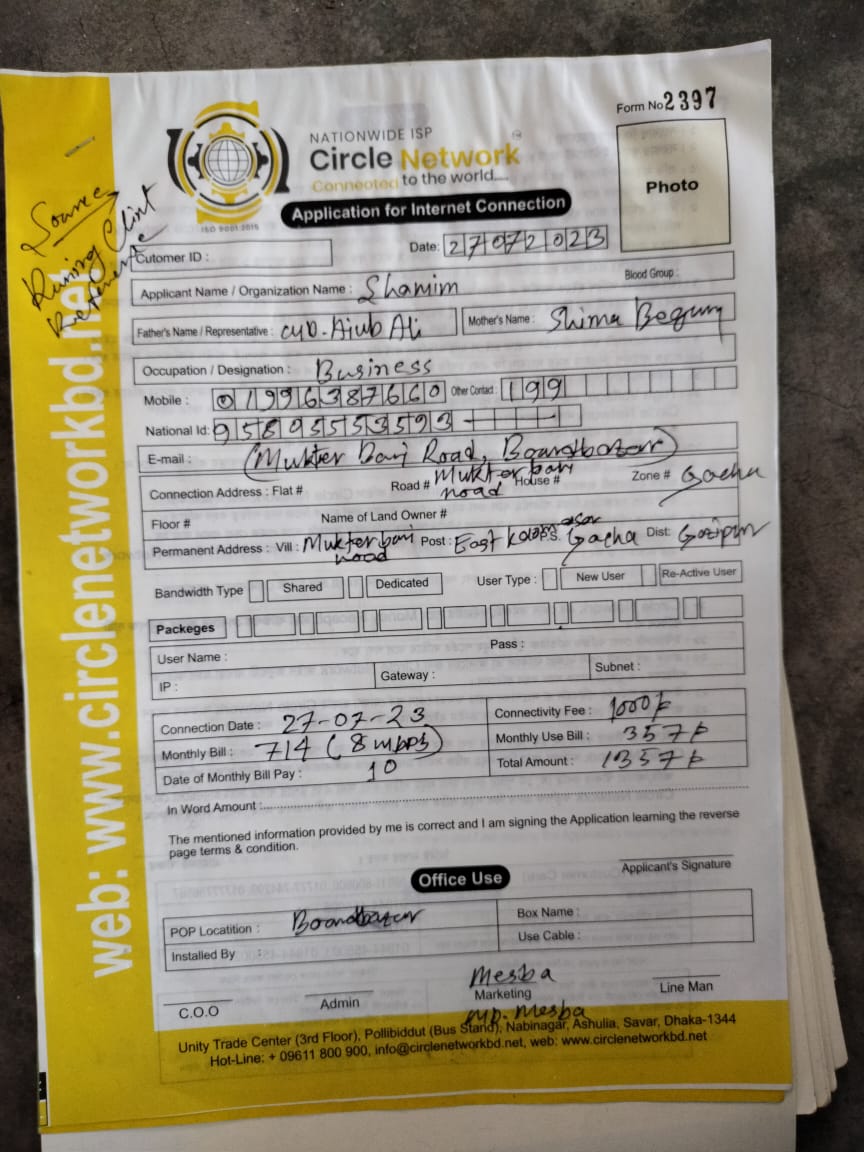 Form No 2397
NATIONWIDE ISP
Circle Network
Connected to the world....
ISO 9001:2015
Application for Internet Connection
Photo
Source
Runing Clint
web: www.circlenetworkbd.net
Cutomer ID :
Date: 27072023
Applicant Name / Organization Name : Shamim
Blood Group :
Father's Name / Representative : Aiub Ali
Mother's Name : Shima Begum
Occupation / Designation : Business
Mobile : 01996387660 Other Contact : 199
National Id: 9589555353593
E-mail : (Mukter Bari Road, Boardbazar)
Connection Address : Flat # Road # Mukterbari road House # Zone # Gacha
Floor # Name of Land Owner #
Permanent Address : Vill : Mukterbari road Post : East P.S. Gacha Dist: Gazipur
Bandwidth Type Shared Dedicated User Type : New User Re-Active User
Packeges
User Name : Pass :
IP : Gateway : Subnet :
Connection Date : 27-07-23 Connectivity Fee : 1000/-
Monthly Bill : 714 (8 mbps) Monthly Use Bill : 357/-
Date of Monthly Bill Pay : 10 Total Amount : 1357/-
In Word Amount :
The mentioned information provided by me is correct and I am signing the Application learning the reverse
page terms & condition.
Applicant's Signature
Office Use
POP Locatition : Boardbazar Box Name :
Installed By : Use Cable :
Mesba
C.O.O Admin Marketing Line Man
MD. Mesba
Unity Trade Center (3rd Floor), Pollibiddut (Bus Stand), Nabinagar, Ashulia, Savar, Dhaka-1344
Hot-Line: + 09611 800 900, info@circlenetworkbd.net, web: www.circlenetworkbd.net